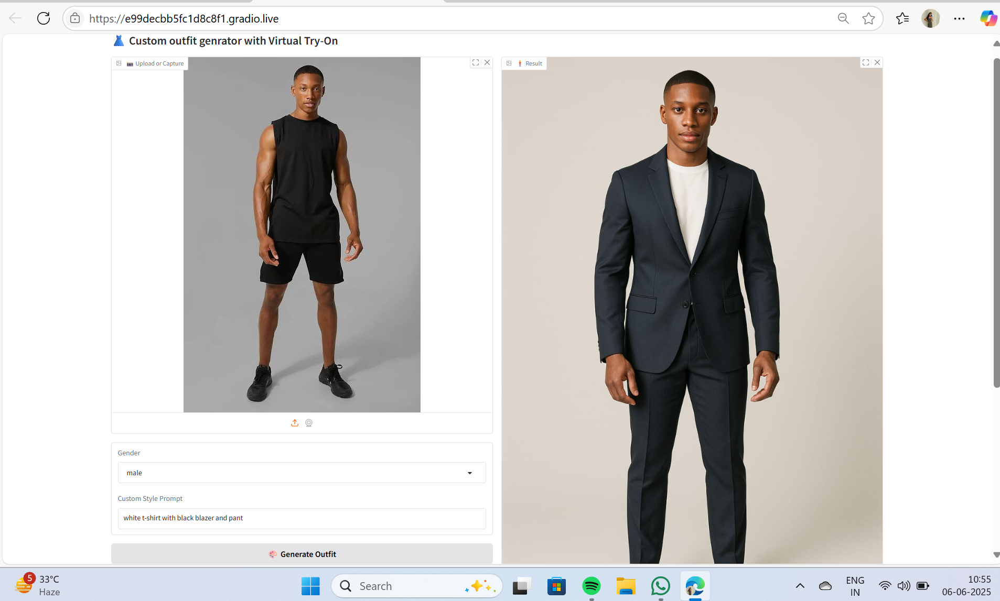 https://e99decbb5fc1d8c8f1.gradio.live
Custom outfit genrator with Virtual Try-On
Upload or Capture
Result
Gender
male
Custom Style Prompt
white t-shirt with black blazer and pant
Generate Outfit
5
33°C
Haze
Search
ENG
IN
10:55
06-06-2025